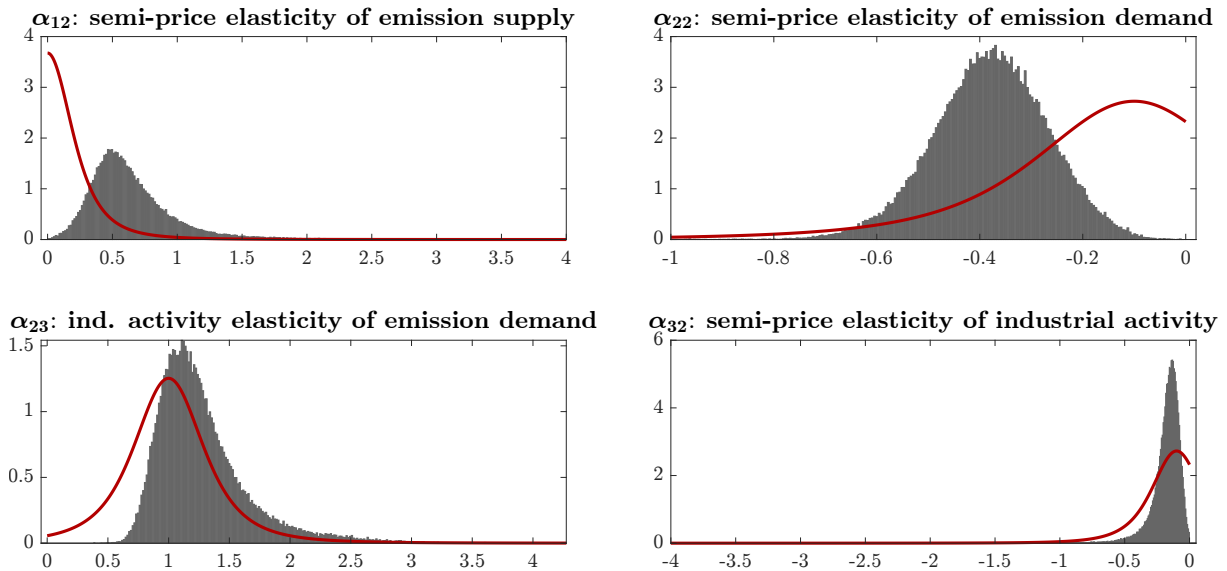 α12: semi-price elasticity of emission supply
4
3
2
1
0
0 0.5 1 1.5 2 2.5 3 3.5 4
α22: semi-price elasticity of emission demand
4
3
2
1
0
-1 -0.8 -0.6 -0.4 -0.2 0
α23: ind. activity elasticity of emission demand
1.5
1
0.5
0
0 0.5 1 1.5 2 2.5 3 3.5 4
α32: semi-price elasticity of industrial activity
6
4
2
0
-4 -3.5 -3 -2.5 -2 -1.5 -1 -0.5 0